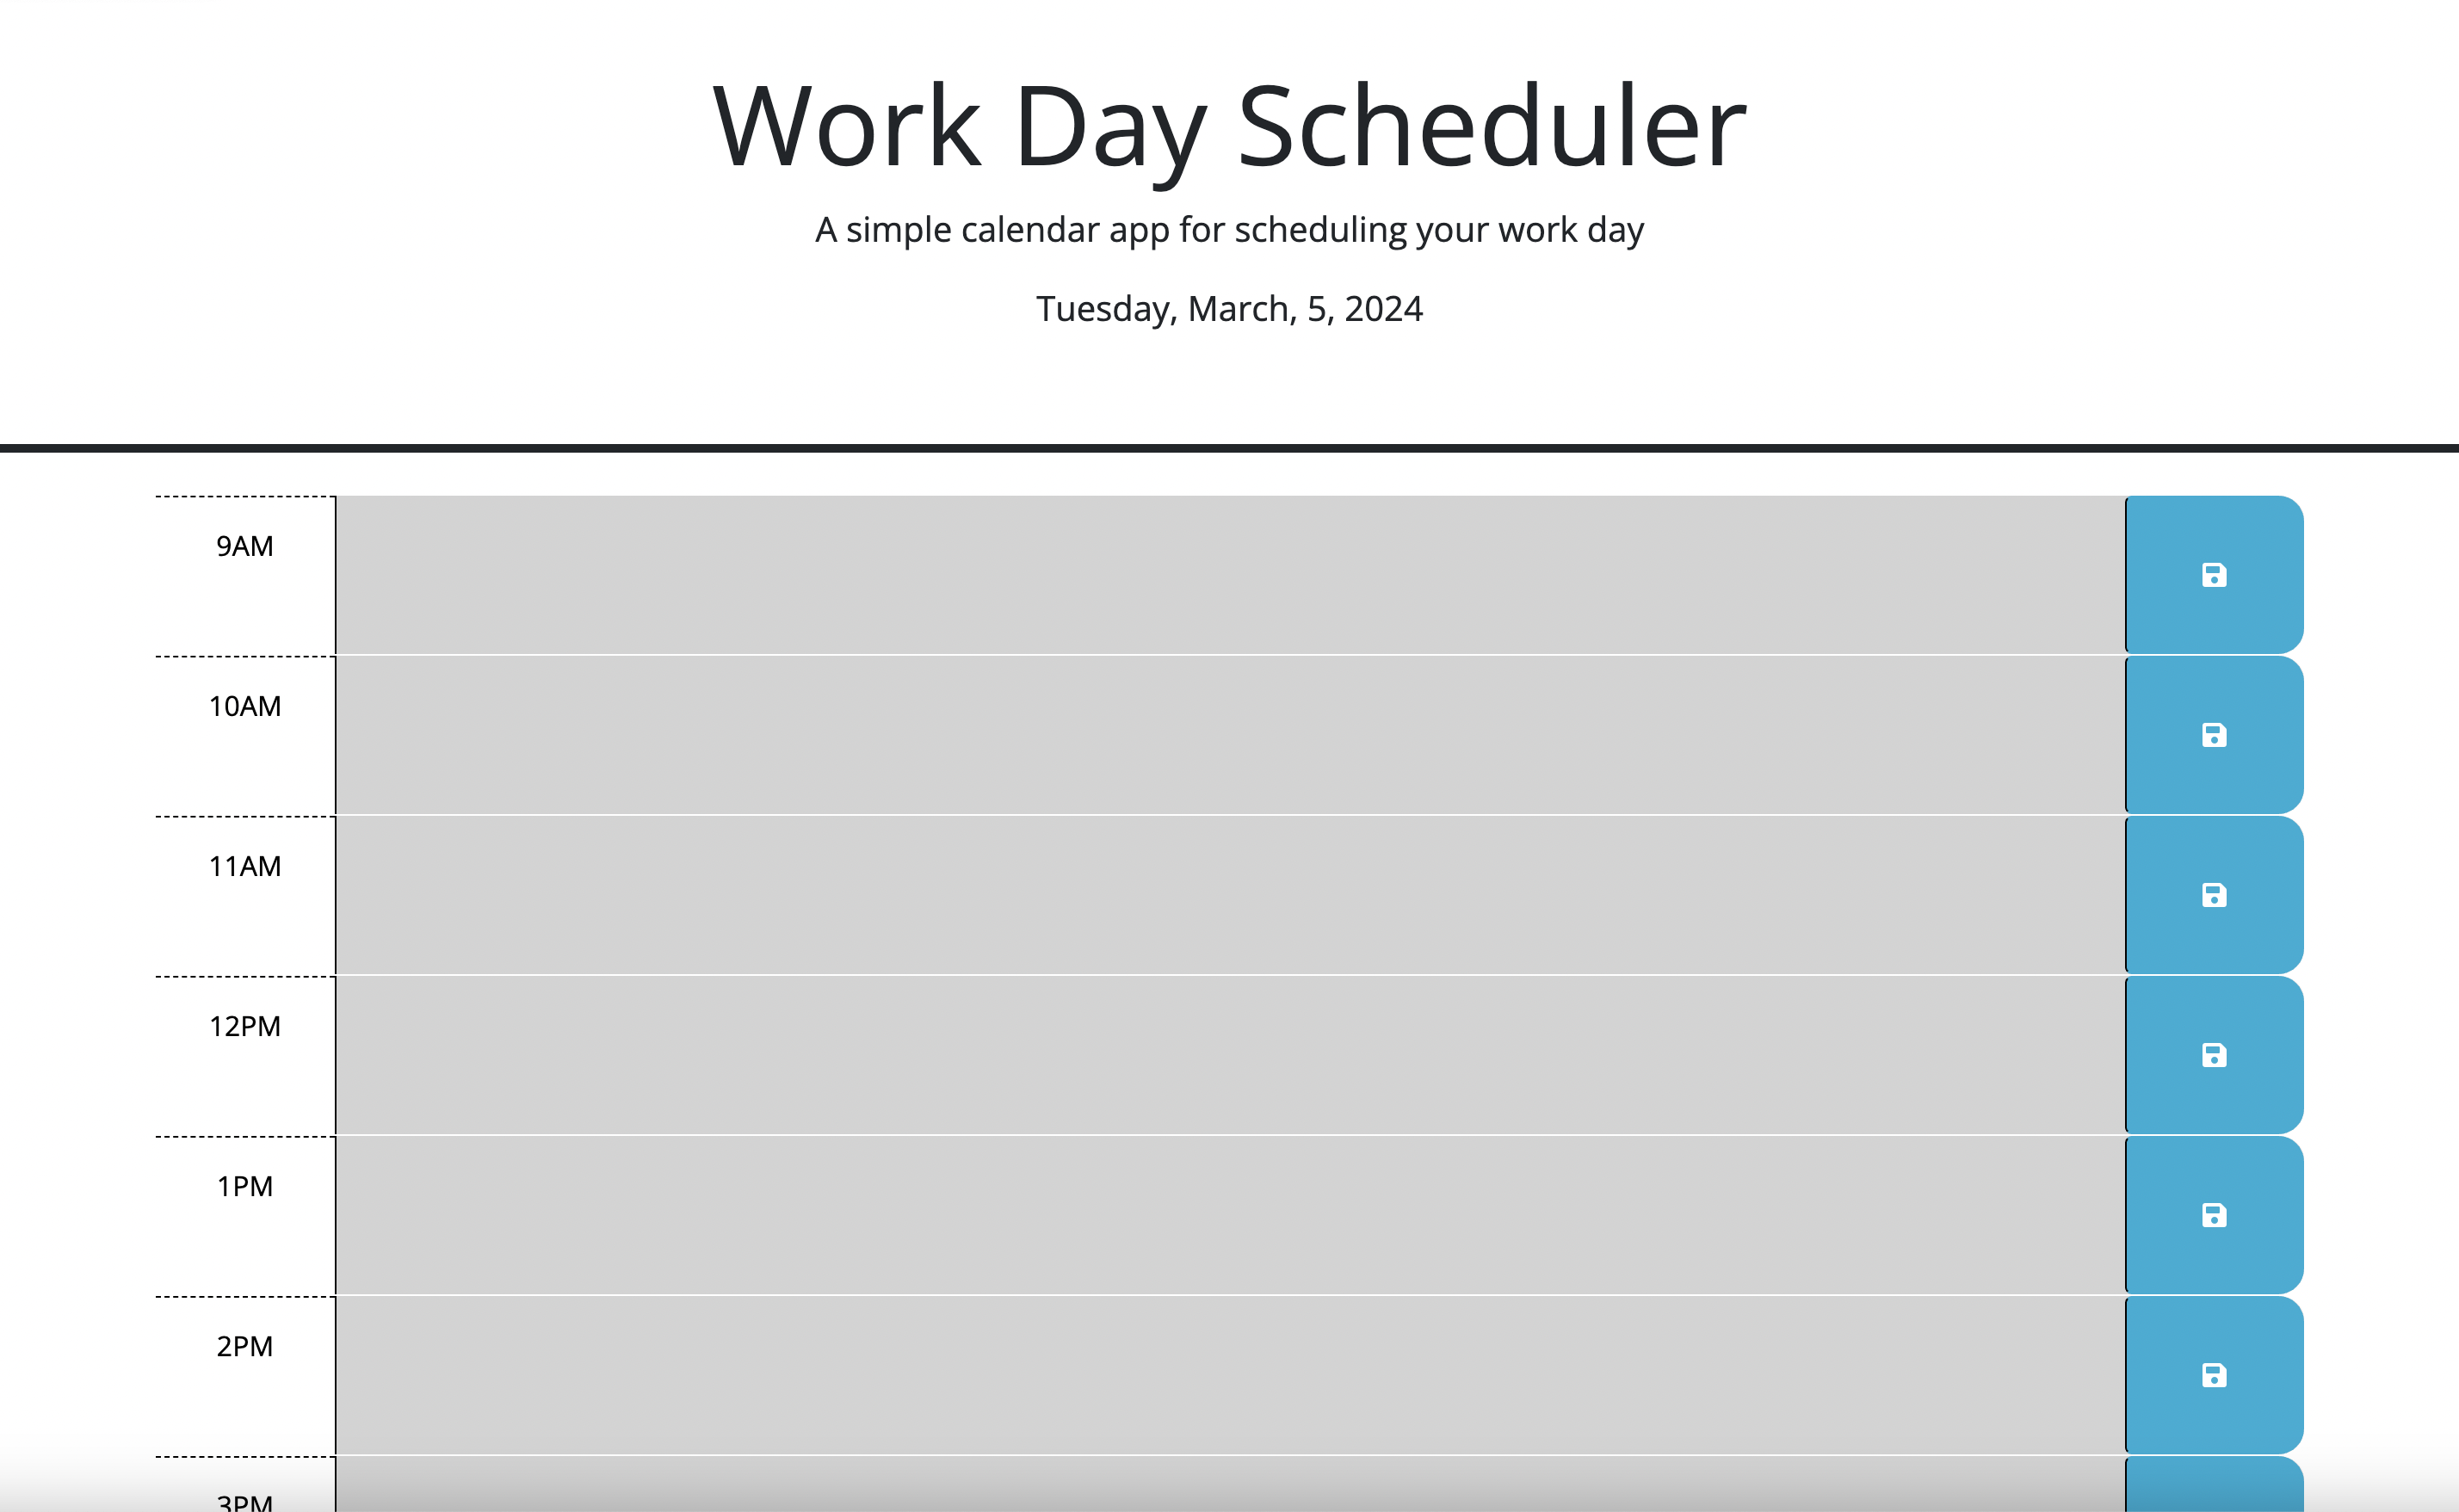 Work Day Scheduler
A simple calendar app for scheduling your work day
Tuesday, March, 5, 2024
9AM
10AM
11AM
12PM
1PM
2PM
3PM